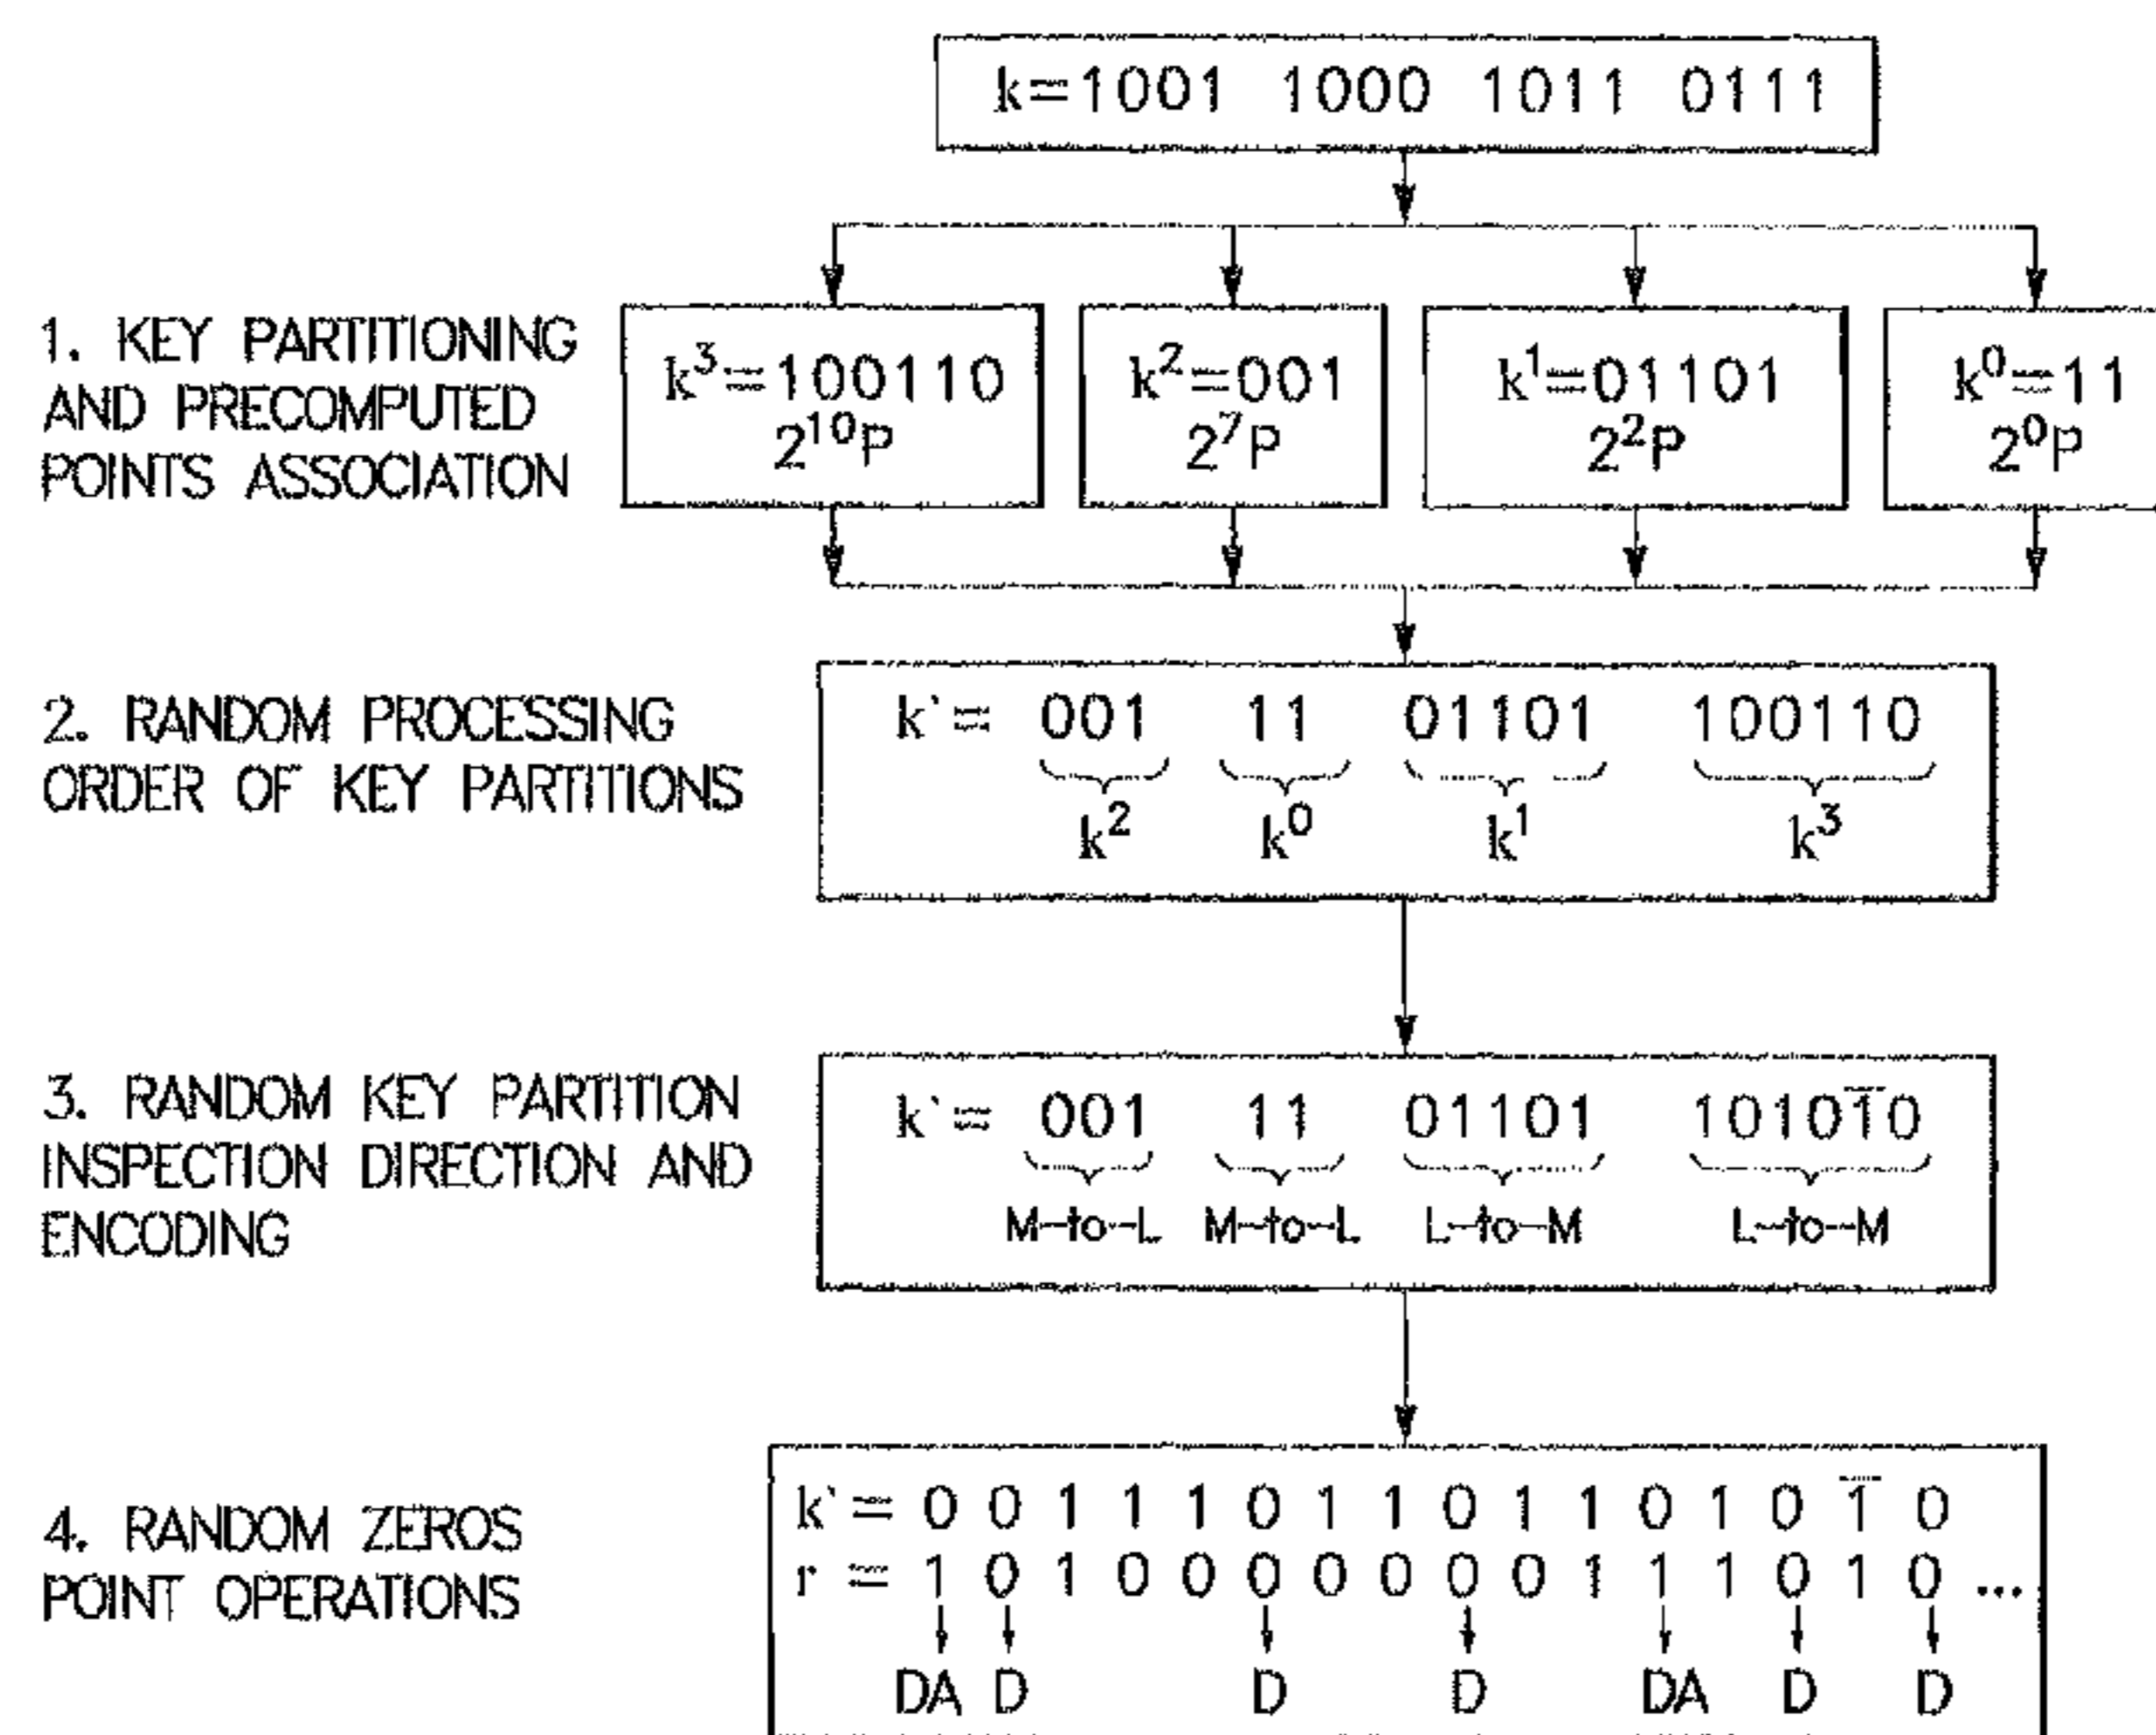 k=1001 1000 1011 0111
1. KEY PARTITIONING
AND PRECOMPUTED
POINTS ASSOCIATION
k³=100110
2¹⁰P
k²=001
2⁷P
k¹=01101
2²P
k⁰=11
2⁰P
2. RANDOM PROCESSING
ORDER OF KEY PARTITIONS
k`= 001 11 01101 100110
k² k⁰ k¹ k³
3. RANDOM KEY PARTITION
INSPECTION DIRECTION AND
ENCODING
k`= 001 11 01101 10101̅0
M-to-L M-to-L L-to-M L-to-M
4. RANDOM ZEROS
POINT OPERATIONS
k`= 0 0 1 1 1 0 1 1 0 1 1 0 1 0 1̅ 0
r = 1 0 1 0 0 0 0 0 0 0 1 1 1 0 1 0 ...
DA D D D DA D D